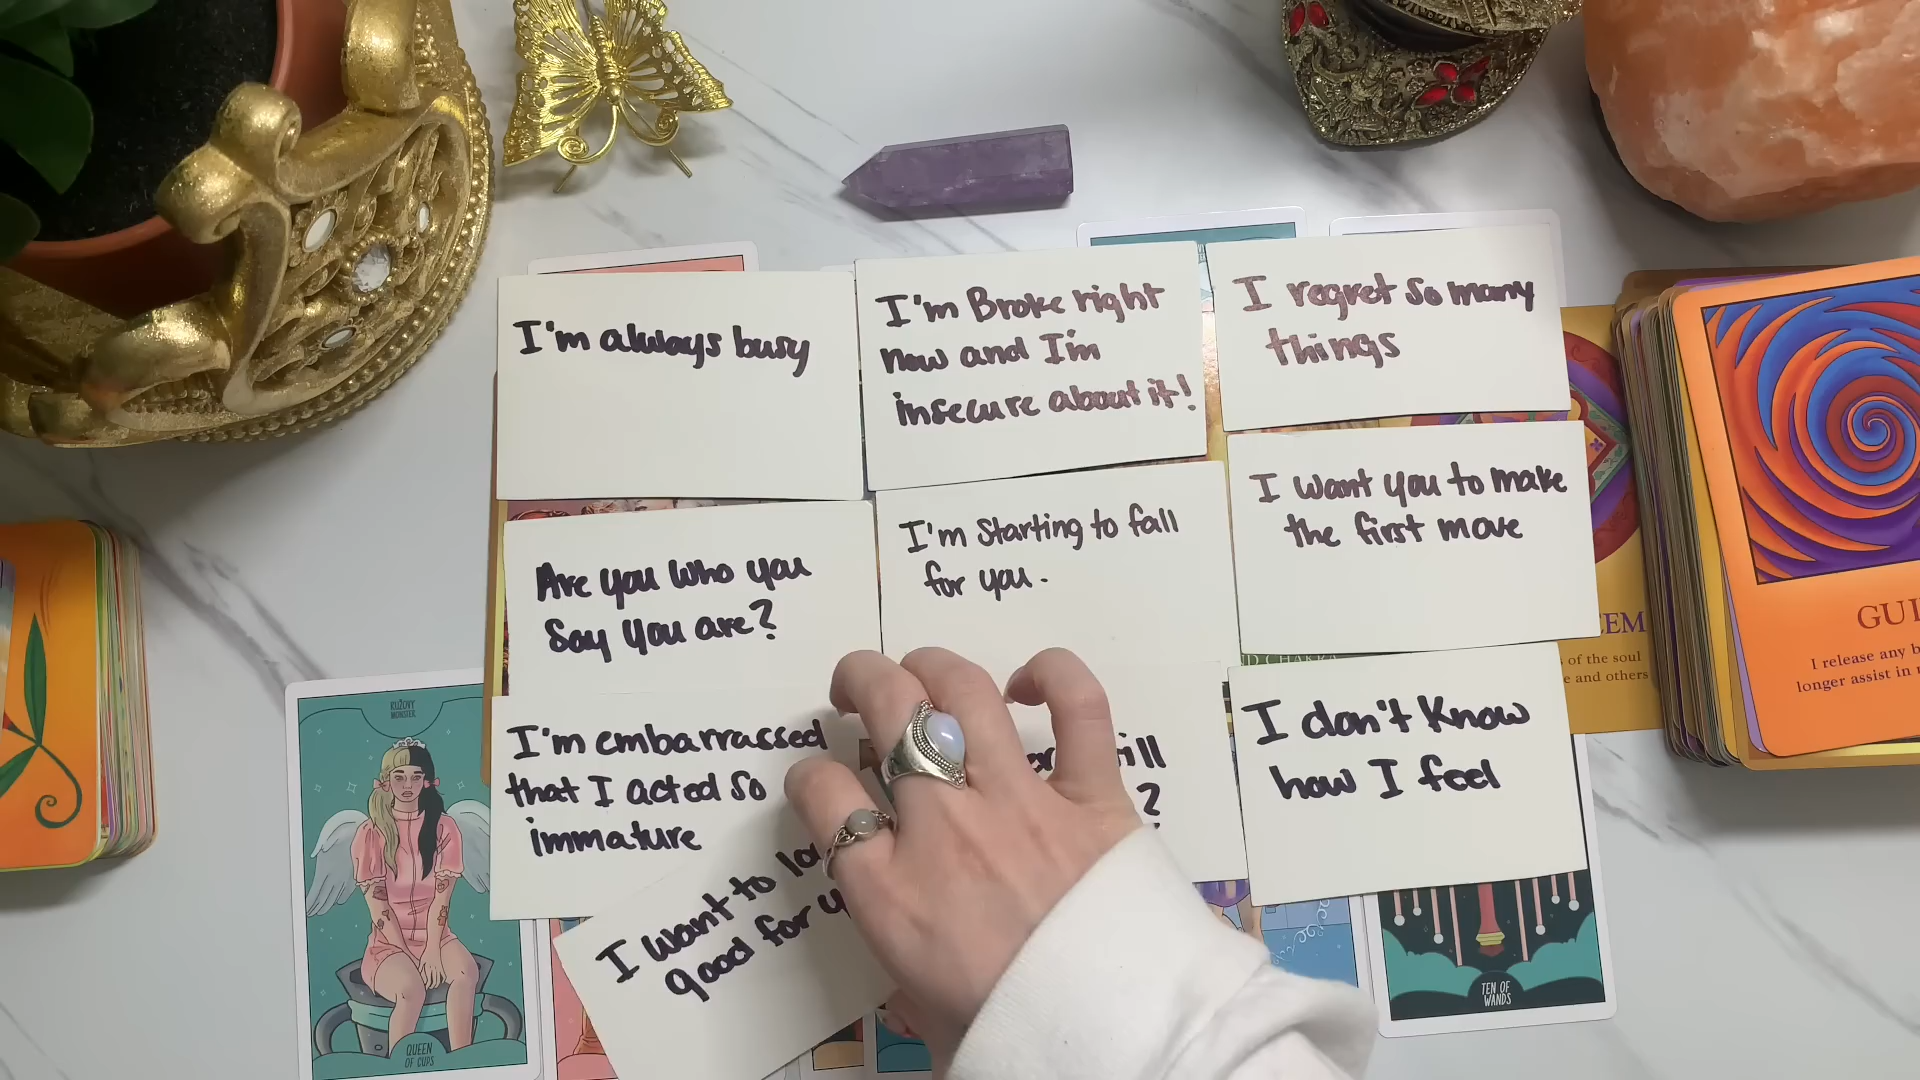 I'm always busy
I'm Broke right
now and I'm
insecure about it!
I regret so many
things
Are you who you
Say you are?
I'm Starting to fall
for you.
I want you to make
the first move
I'm embarrassed
that I acted so
immature
?
I don't know
how I feel
I want to
good for
KUŽOVY
MONSTER
QUEEN
OF CUPS
TEN OF
WANDS
of the soul
and others
I release any
longer assist in